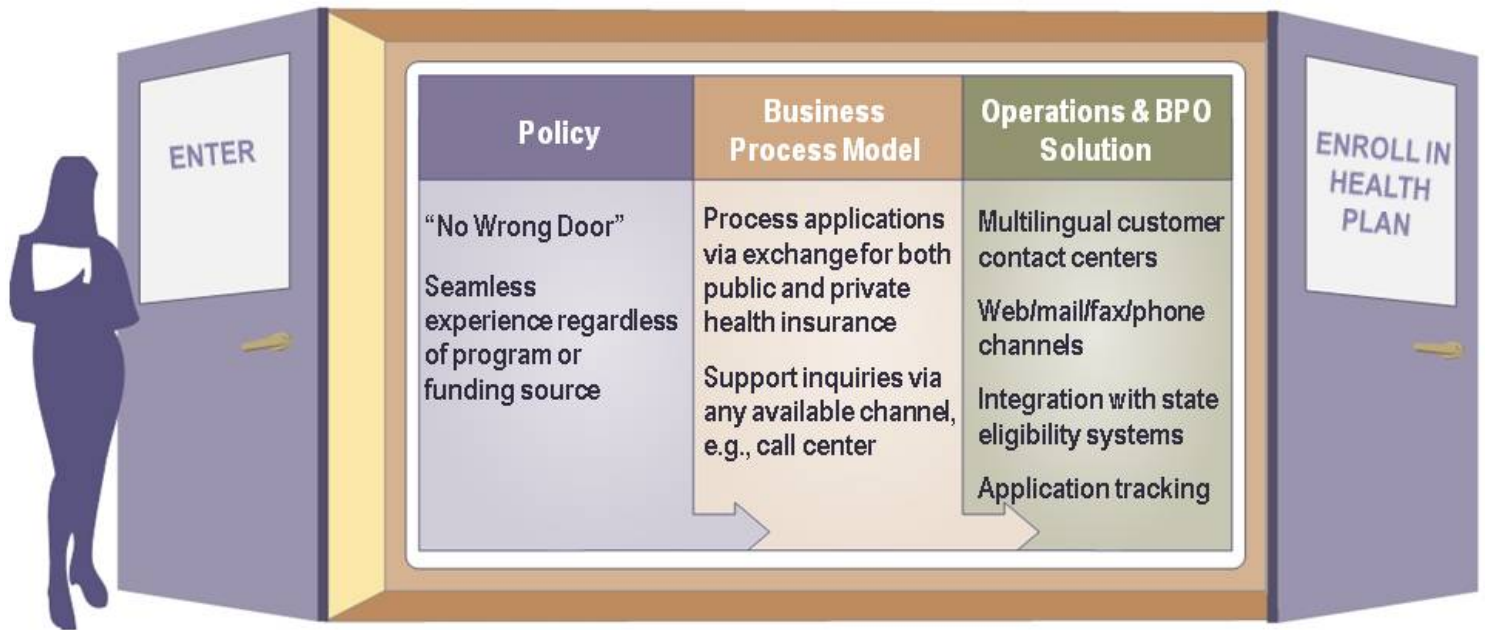 ENTER
Policy
"No Wrong Door"
Seamless
experience regardless
of program or
funding source
Business
Process Model
Process applications
via exchange for both
public and private
health insurance
Support inquiries via
any available channel,
e.g., call center
Operations & BPO
Solution
Multilingual customer
contact centers
Web/mail/fax/phone
channels
Integration with state
eligibility systems
Application tracking
ENROLL IN
HEALTH
PLAN